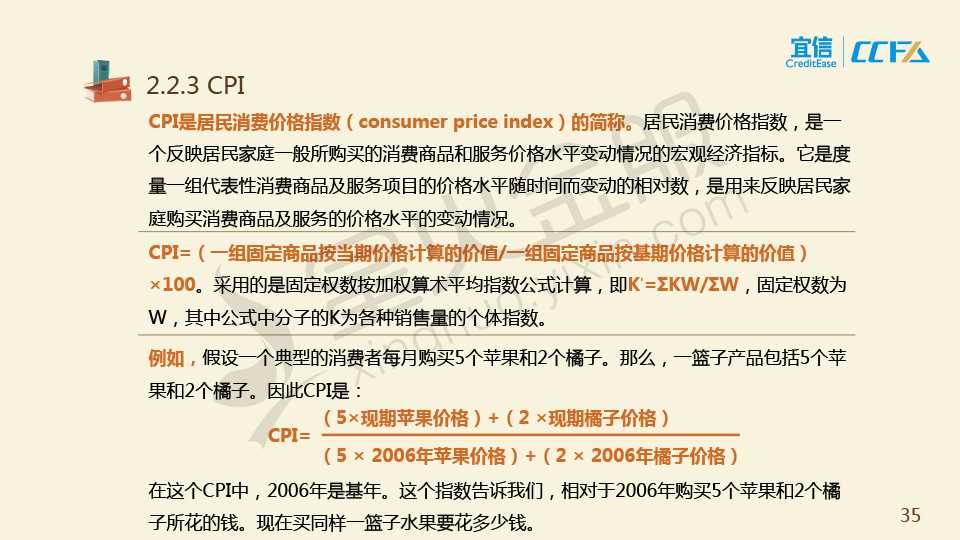 宜信
CreditEase
CCFA
2.2.3 CPI
CPI是居民消费价格指数（consumer price index）的简称。居民消费价格指数，是一
个反映居民家庭一般所购买的消费商品和服务价格水平变动情况的宏观经济指标。它是度
量一组代表性消费商品及服务项目的价格水平随时间而变动的相对数，是用来反映居民家
庭购买消费商品及服务的价格水平的变动情况。
CPI=（一组固定商品按当期价格计算的价值/一组固定商品按基期价格计算的价值）
×100。采用的是固定权数按加权算术平均指数公式计算，即K'=ΣKW/ΣW，固定权数为
W，其中公式中分子的K为各种销售量的个体指数。
例如，假设一个典型的消费者每月购买5个苹果和2个橘子。那么，一篮子产品包括5个苹
果和2个橘子。因此CPI是：
（5×现期苹果价格）+（2 ×现期橘子价格）
CPI=
（5 × 2006年苹果价格）+（2 × 2006年橘子价格）
在这个CPI中，2006年是基年。这个指数告诉我们，相对于2006年购买5个苹果和2个橘
子所花的钱。现在买同样一篮子水果要花多少钱。
35
星火金服
xinghuo.yixin.com